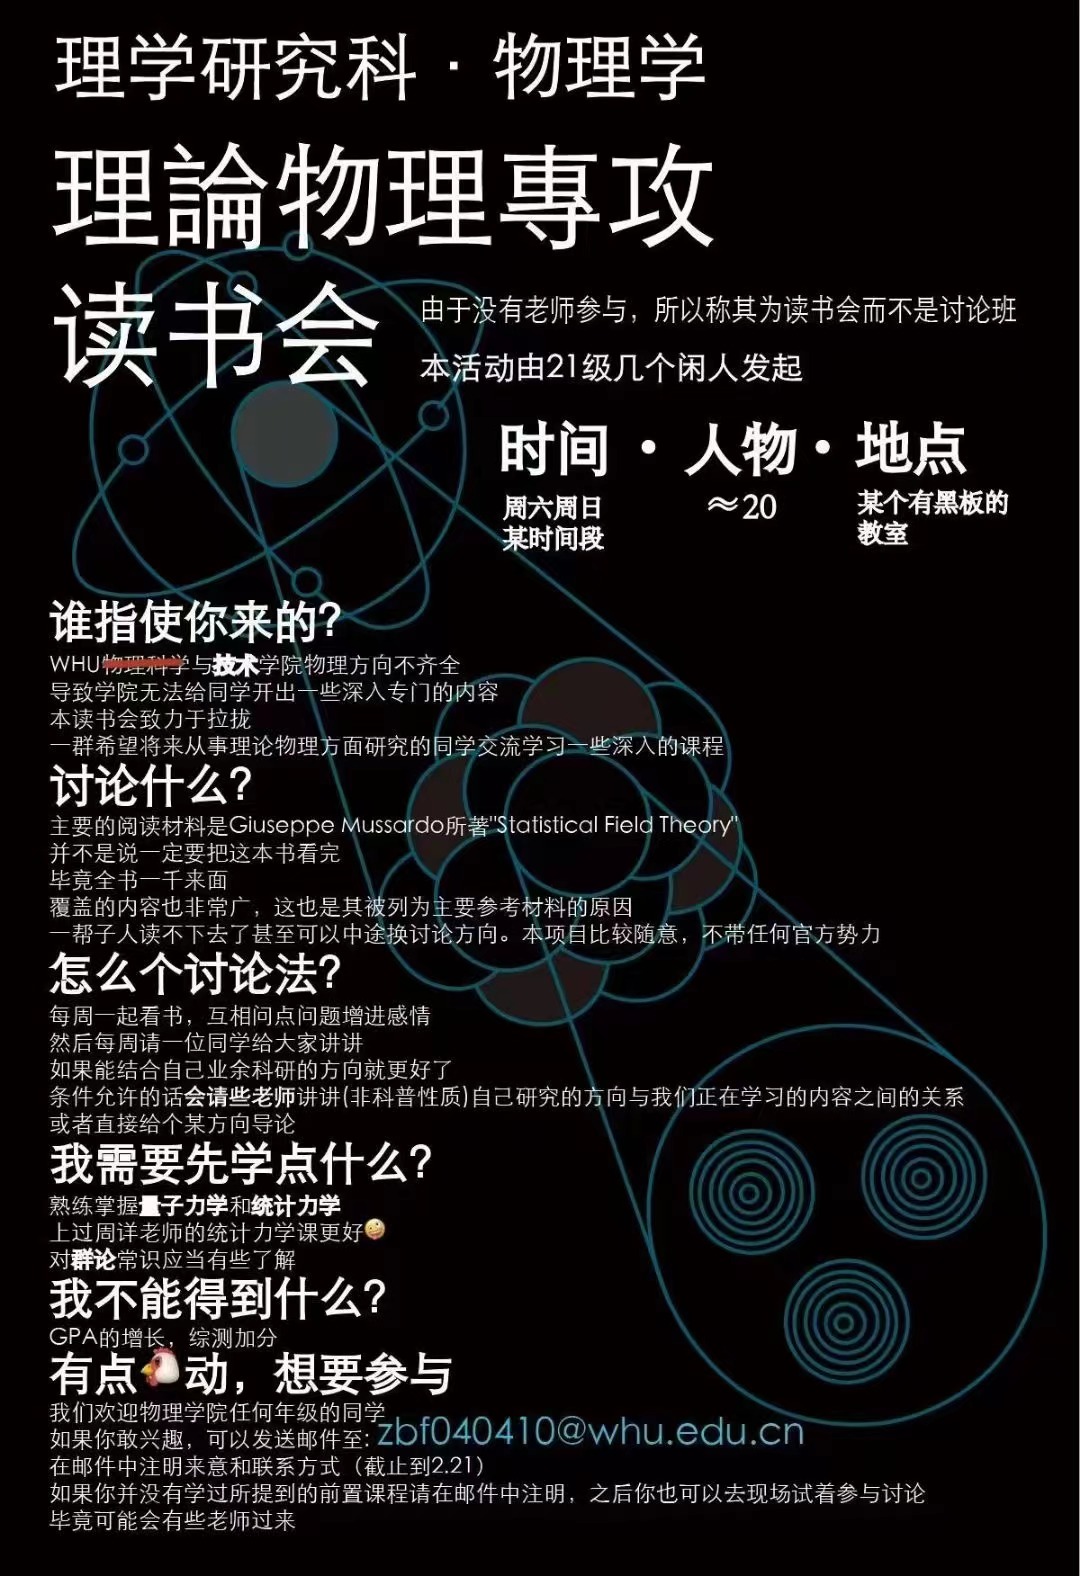 理学研究科 · 物理学
理論物理專攻
读书会
由于没有老师参与，所以称其为读书会而不是讨论班
本活动由21级几个闲人发起
时间 · 人物 · 地点
周六周日
某时间段
≈20
某个有黑板的
教室
谁指使你来的？
WHU物理科学与技术学院物理方向不齐全
导致学院无法给同学开出一些深入专门的内容
本读书会致力于拉拢
一群希望将来从事理论物理方面研究的同学交流学习一些深入的课程
讨论什么？
主要的阅读材料是Giuseppe Mussardo所著"Statistical Field Theory"
并不是说一定要把这本书看完
毕竟全书一千来面
覆盖的内容也非常广，这也是其被列为主要参考材料的原因
一帮子人读不下去了甚至可以中途换讨论方向。本项目比较随意，不带任何官方势力
怎么个讨论法？
每周一起看书，互相问点问题增进感情
然后每周请一位同学给大家讲讲
如果能结合自己业余科研的方向就更好了
条件允许的话会请些老师讲讲(非科普性质)自己研究的方向与我们正在学习的内容之间的关系
或者直接给个某方向导论
我需要先学点什么？
熟练掌握量子力学和统计力学
上过周详老师的统计力学课更好🤪
对群论常识应当有些了解
我不能得到什么？
GPA的增长，综测加分
有点🐔动，想要参与
我们欢迎物理学院任何年级的同学
如果你敢兴趣，可以发送邮件至: zbf040410@whu.edu.cn
在邮件中注明来意和联系方式（截止到2.21）
如果你并没有学过所提到的前置课程请在邮件中注明，之后你也可以去现场试着参与讨论
毕竟可能会有些老师过来